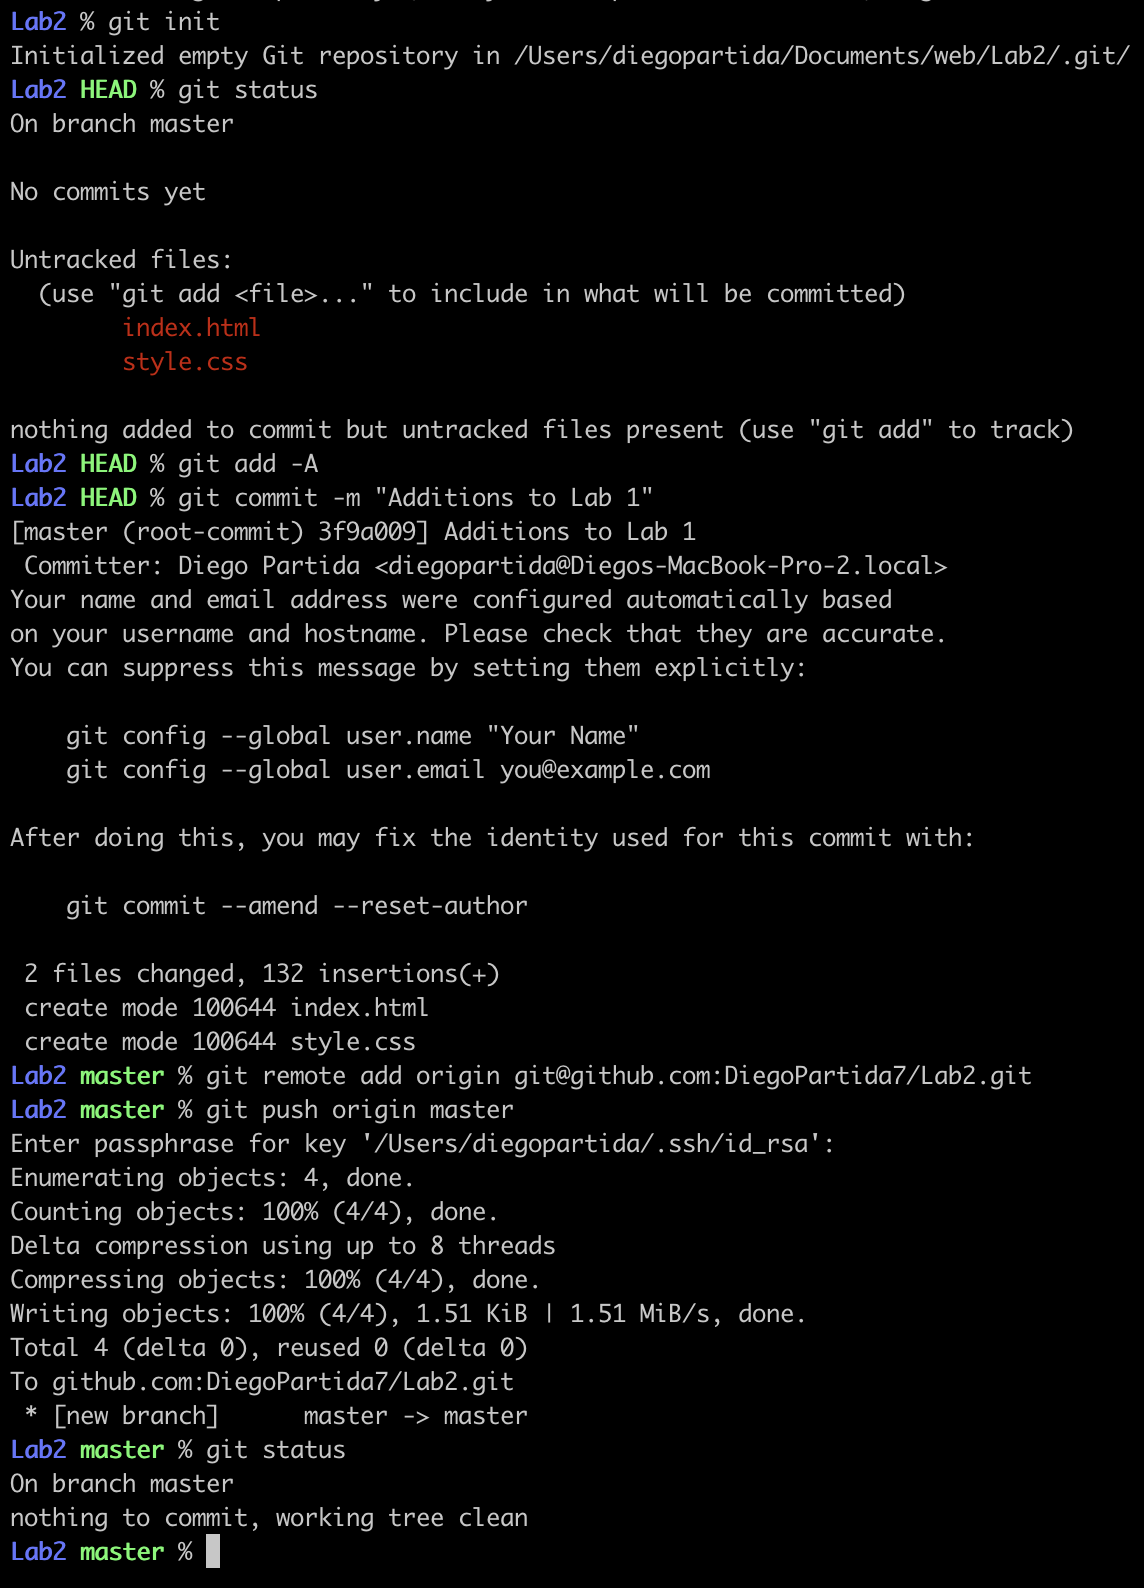 Lab2 % git init
Initialized empty Git repository in /Users/diegopartida/Documents/web/Lab2/.git/
Lab2 HEAD % git status
On branch master

No commits yet

Untracked files:
  (use "git add <file>..." to include in what will be committed)
        index.html
        style.css

nothing added to commit but untracked files present (use "git add" to track)
Lab2 HEAD % git add -A
Lab2 HEAD % git commit -m "Additions to Lab 1"
[master (root-commit) 3f9a009] Additions to Lab 1
 Committer: Diego Partida <diegopartida@Diegos-MacBook-Pro-2.local>
Your name and email address were configured automatically based
on your username and hostname. Please check that they are accurate.
You can suppress this message by setting them explicitly:

    git config --global user.name "Your Name"
    git config --global user.email you@example.com

After doing this, you may fix the identity used for this commit with:

    git commit --amend --reset-author

 2 files changed, 132 insertions(+)
 create mode 100644 index.html
 create mode 100644 style.css
Lab2 master % git remote add origin git@github.com:DiegoPartida7/Lab2.git
Lab2 master % git push origin master
Enter passphrase for key '/Users/diegopartida/.ssh/id_rsa':
Enumerating objects: 4, done.
Counting objects: 100% (4/4), done.
Delta compression using up to 8 threads
Compressing objects: 100% (4/4), done.
Writing objects: 100% (4/4), 1.51 KiB | 1.51 MiB/s, done.
Total 4 (delta 0), reused 0 (delta 0)
To github.com:DiegoPartida7/Lab2.git
 * [new branch]      master -> master
Lab2 master % git status
On branch master
nothing to commit, working tree clean
Lab2 master %